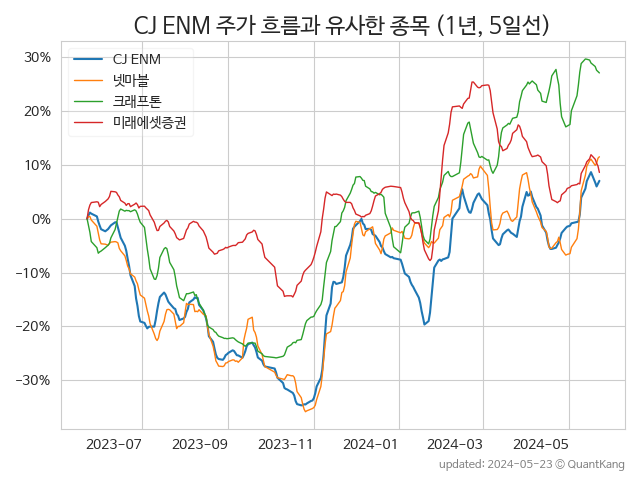 CJ ENM 주가 흐름과 유사한 종목 (1년, 5일선)
CJ ENM
넷마블
크래프톤
미래에셋증권
30%
20%
10%
0%
−10%
−20%
−30%
2023-07 2023-09 2023-11 2024-01 2024-03 2024-05
updated: 2024-05-23 ⓒ QuantKang